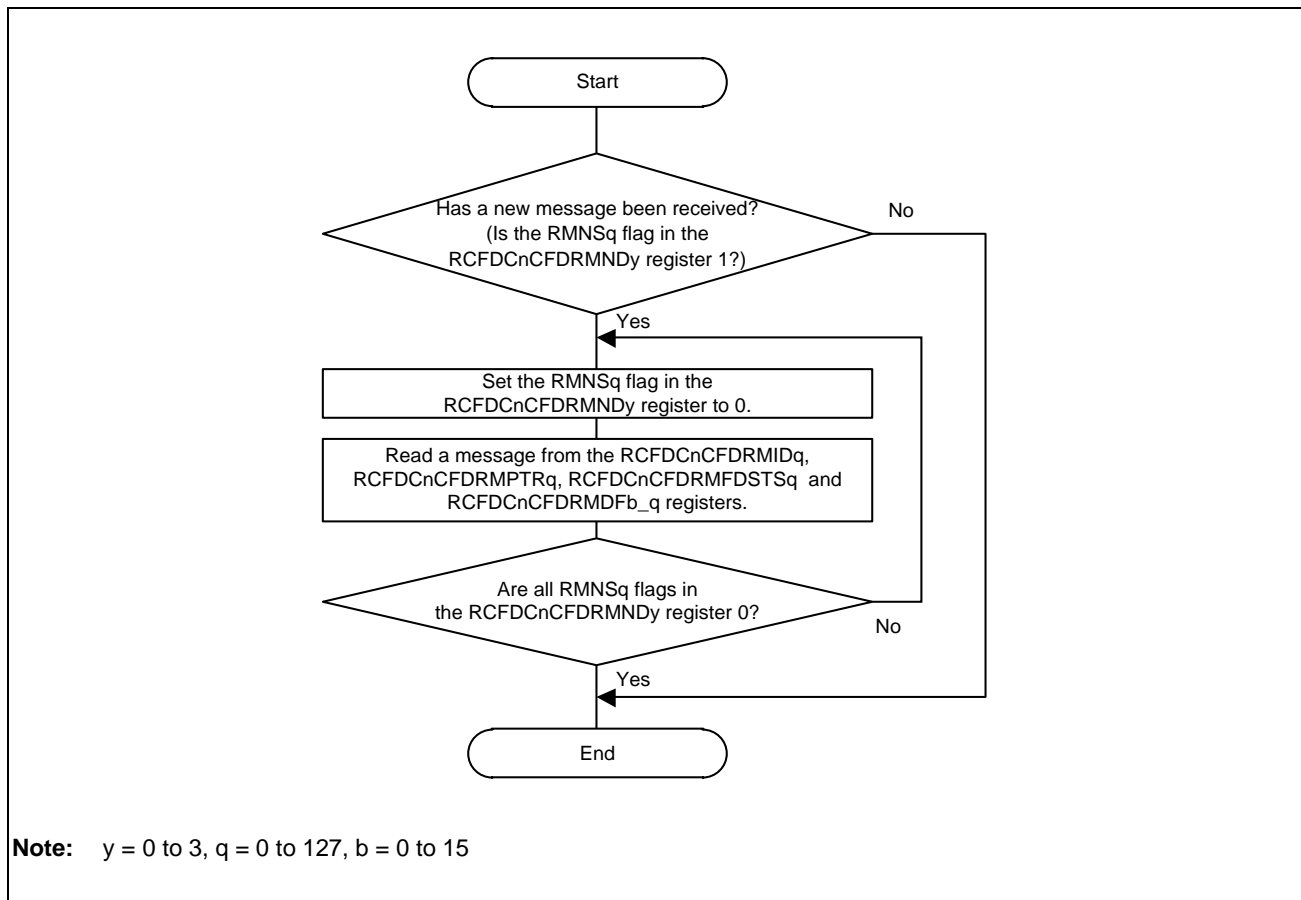 Start
Has a new message been received?
(Is the RMNSq flag in the
RCFDCnCFDRMNDy register 1?)
No
Yes
Set the RMNSq flag in the
RCFDCnCFDRMNDy register to 0.
Read a message from the RCFDCnCFDRMIDq,
RCFDCnCFDRMPTRq, RCFDCnCFDRMFDSTSq and
RCFDCnCFDRMDFb_q registers.
Are all RMNSq flags in
the RCFDCnCFDRMNDy register 0?
No
Yes
End
Note: y = 0 to 3, q = 0 to 127, b = 0 to 15